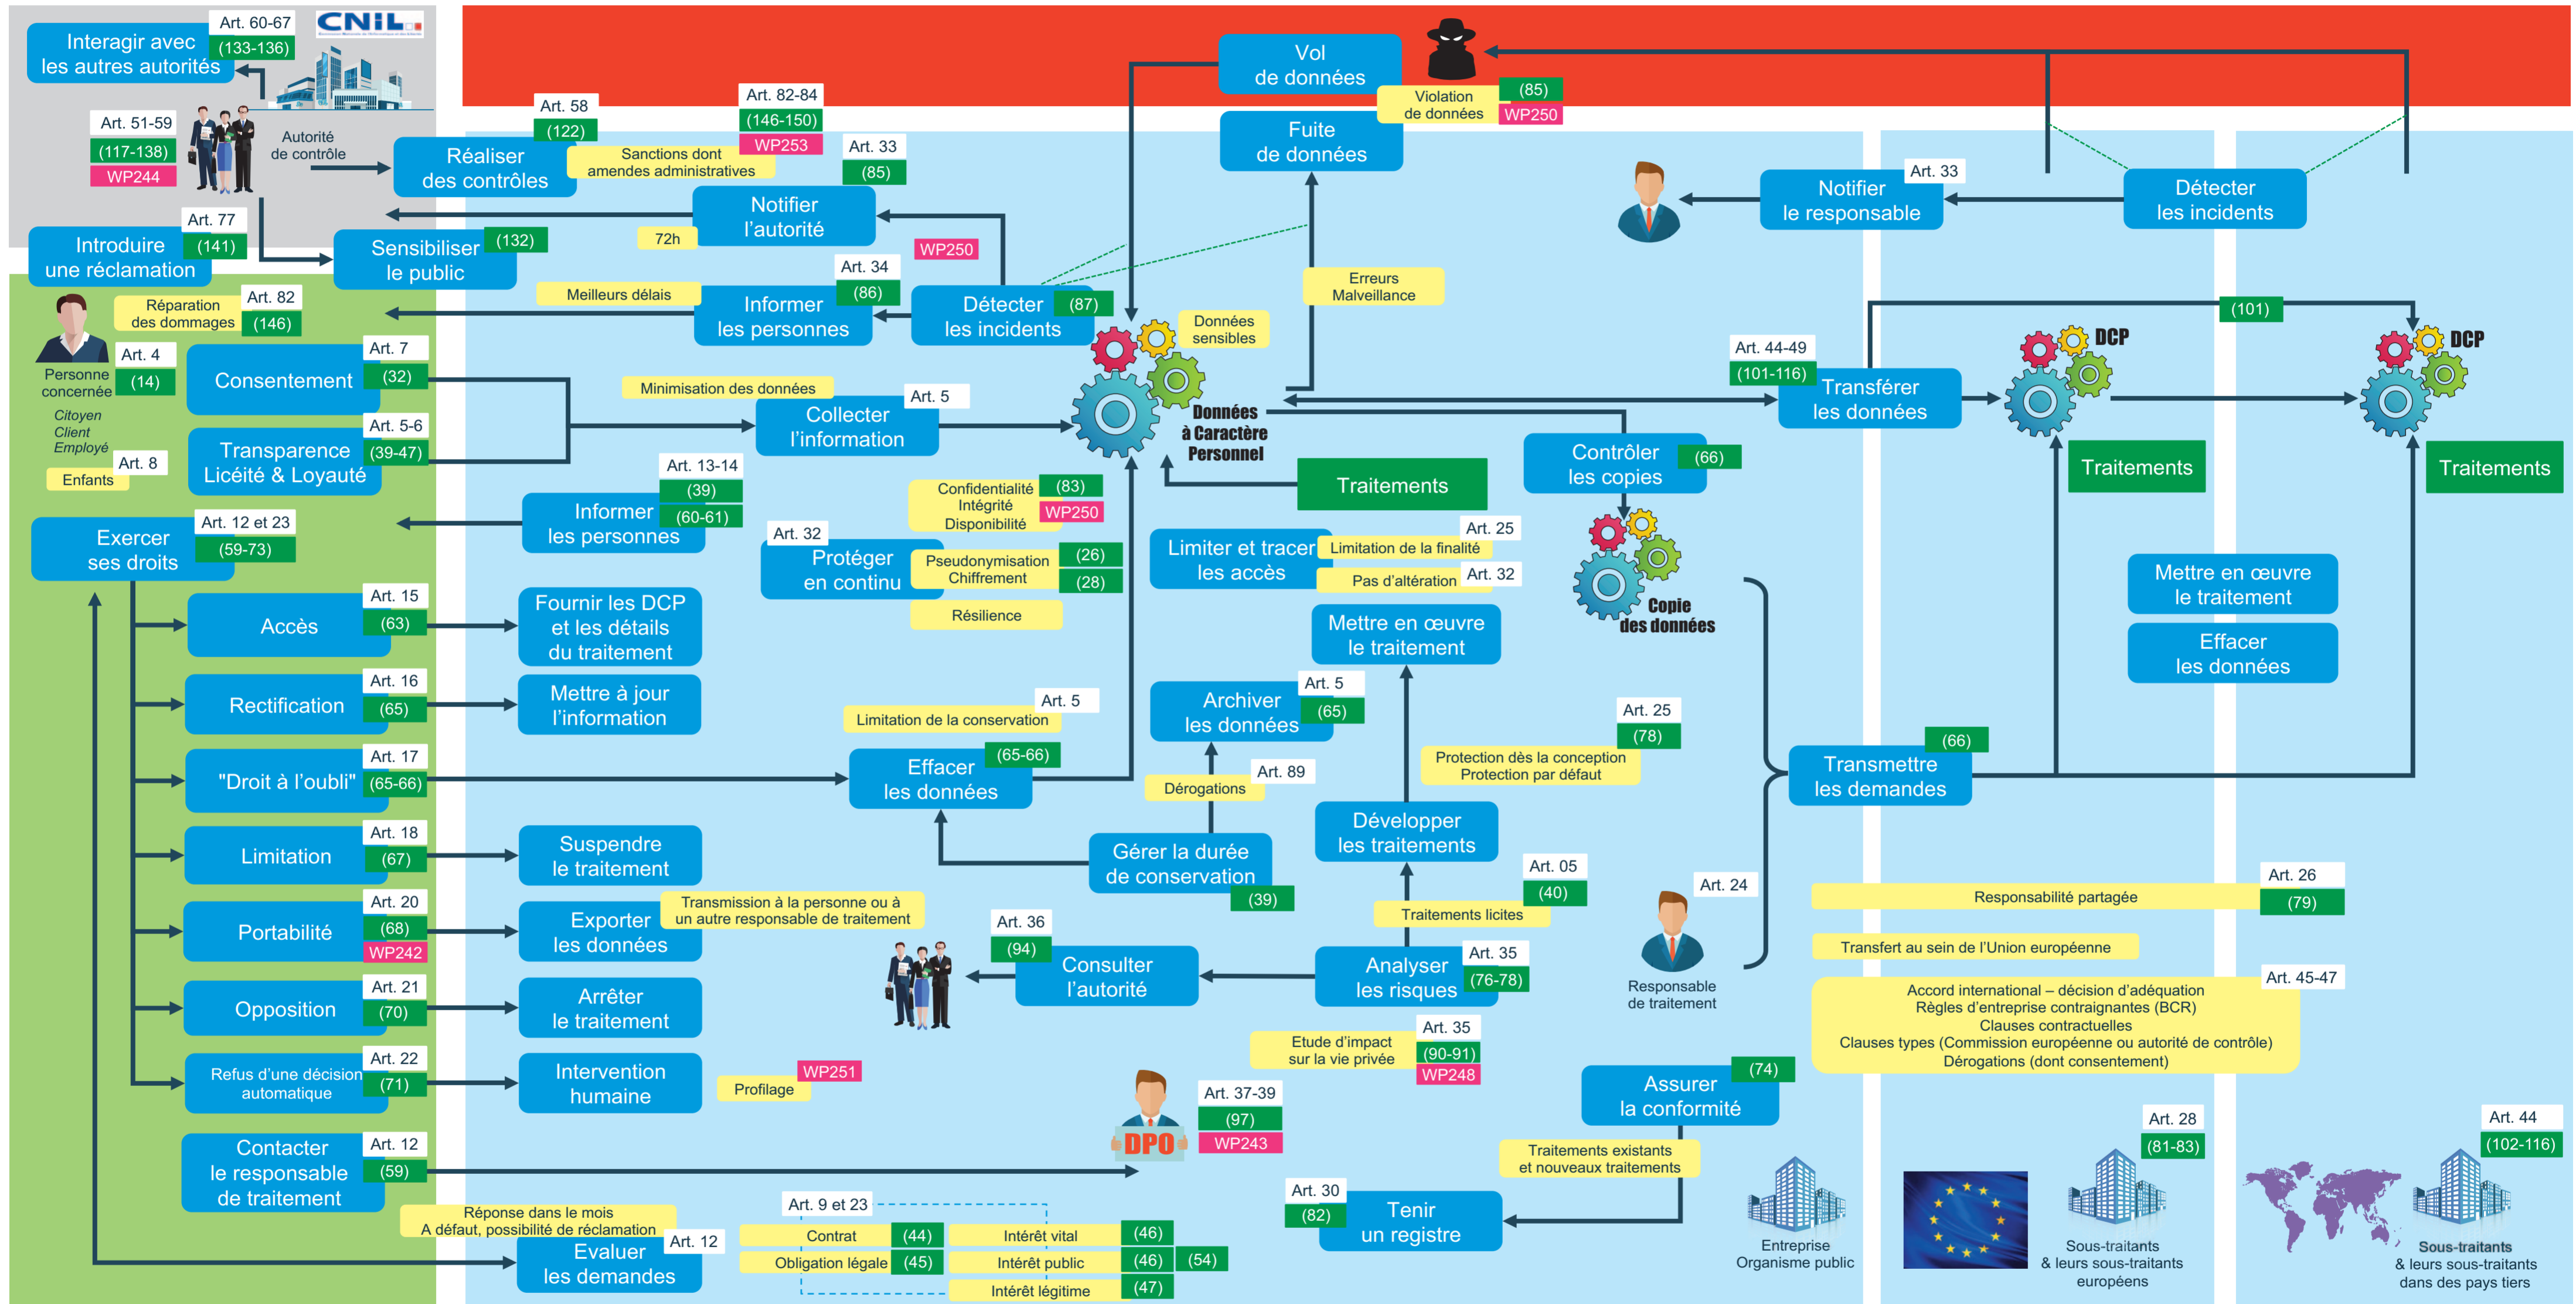 Art. 60-67
CNIL.
Interagir avec
les autres autorités
(133-136)
Art. 51-59
(117-138)
WP244
Autorité
de contrôle
Art. 77
Introduire
une réclamation
(141)
Sensibiliser
le public
(132)
Art. 58
(122)
Réaliser
des contrôles
Sanctions dont
amendes administratives
Art. 82-84
(146-150)
WP253
Art. 33
(85)
Notifier
l'autorité
72h
WP250
Art. 34
(86)
Meilleurs délais
Informer
les personnes
Détecter
les incidents
(87)
Vol
de données
Violation
de données
(85)
WP250
Fuite
de données
Erreurs
Malveillance
Données
sensibles
Données
à Caractère
Personnel
Notifier
le responsable
Art. 33
Détecter
les incidents
Réparation
des dommages
Art. 82
(146)
Personne
concernée
Art. 4
(14)
Citoyen
Client
Employé
Art. 8
Enfants
Consentement
Art. 7
(32)
Transparence
Licéité & Loyauté
Art. 5-6
(39-47)
Minimisation des données
Collecter
l'information
Art. 5
Art. 13-14
(39)
(60-61)
Informer
les personnes
Confidentialité
Intégrité
Disponibilité
(83)
WP250
Art. 32
Protéger
en continu
Pseudonymisation
Chiffrement
(26)
(28)
Résilience
Traitements
Limiter et tracer
les accès
Art. 25
Limitation de la finalité
Pas d'altération
Art. 32
Contrôler
les copies
(66)
Copie
des données
Art. 44-49
(101-116)
Transférer
les données
(101)
DCP
DCP
Traitements
Traitements
Mettre en œuvre
le traitement
Effacer
les données
Exercer
ses droits
Art. 12 et 23
(59-73)
Accès
Art. 15
(63)
Fournir les DCP
et les détails
du traitement
Rectification
Art. 16
(65)
Mettre à jour
l'information
"Droit à l'oubli"
Art. 17
(65-66)
Limitation de la conservation
Art. 5
Effacer
les données
(65-66)
Archiver
les données
Art. 5
(65)
Dérogations
Art. 89
Gérer la durée
de conservation
(39)
Mettre en œuvre
le traitement
Art. 25
(78)
Protection dès la conception
Protection par défaut
Développer
les traitements
Art. 05
(40)
Traitements licites
Transmettre
les demandes
(66)
Limitation
Art. 18
(67)
Suspendre
le traitement
Portabilité
Art. 20
(68)
WP242
Exporter
les données
Transmission à la personne ou à
un autre responsable de traitement
Art. 36
(94)
Consulter
l'autorité
Analyser
les risques
Art. 35
(76-78)
Art. 24
Responsable
de traitement
Responsabilité partagée
Art. 26
(79)
Transfert au sein de l'Union européenne
Art. 45-47
Accord international – décision d'adéquation
Règles d'entreprise contraignantes (BCR)
Clauses contractuelles
Clauses types (Commission européenne ou autorité de contrôle)
Dérogations (dont consentement)
Opposition
Art. 21
(70)
Arrêter
le traitement
Etude d'impact
sur la vie privée
Art. 35
(90-91)
WP248
Refus d'une décision
automatique
Art. 22
(71)
Intervention
humaine
Profilage
WP251
DPO
Art. 37-39
(97)
WP243
Assurer
la conformité
(74)
Traitements existants
et nouveaux traitements
Contacter
le responsable
de traitement
Art. 12
(59)
Réponse dans le mois
A défaut, possibilité de réclamation
Evaluer
les demandes
Art. 12
Art. 9 et 23
Contrat
(44)
Obligation légale
(45)
Intérêt vital
(46)
Intérêt public
(46)
(54)
Intérêt légitime
(47)
Art. 30
(82)
Tenir
un registre
Entreprise
Organisme public
Art. 28
(81-83)
Sous-traitants
& leurs sous-traitants
européens
Art. 44
(102-116)
Sous-traitants
& leurs sous-traitants
dans des pays tiers